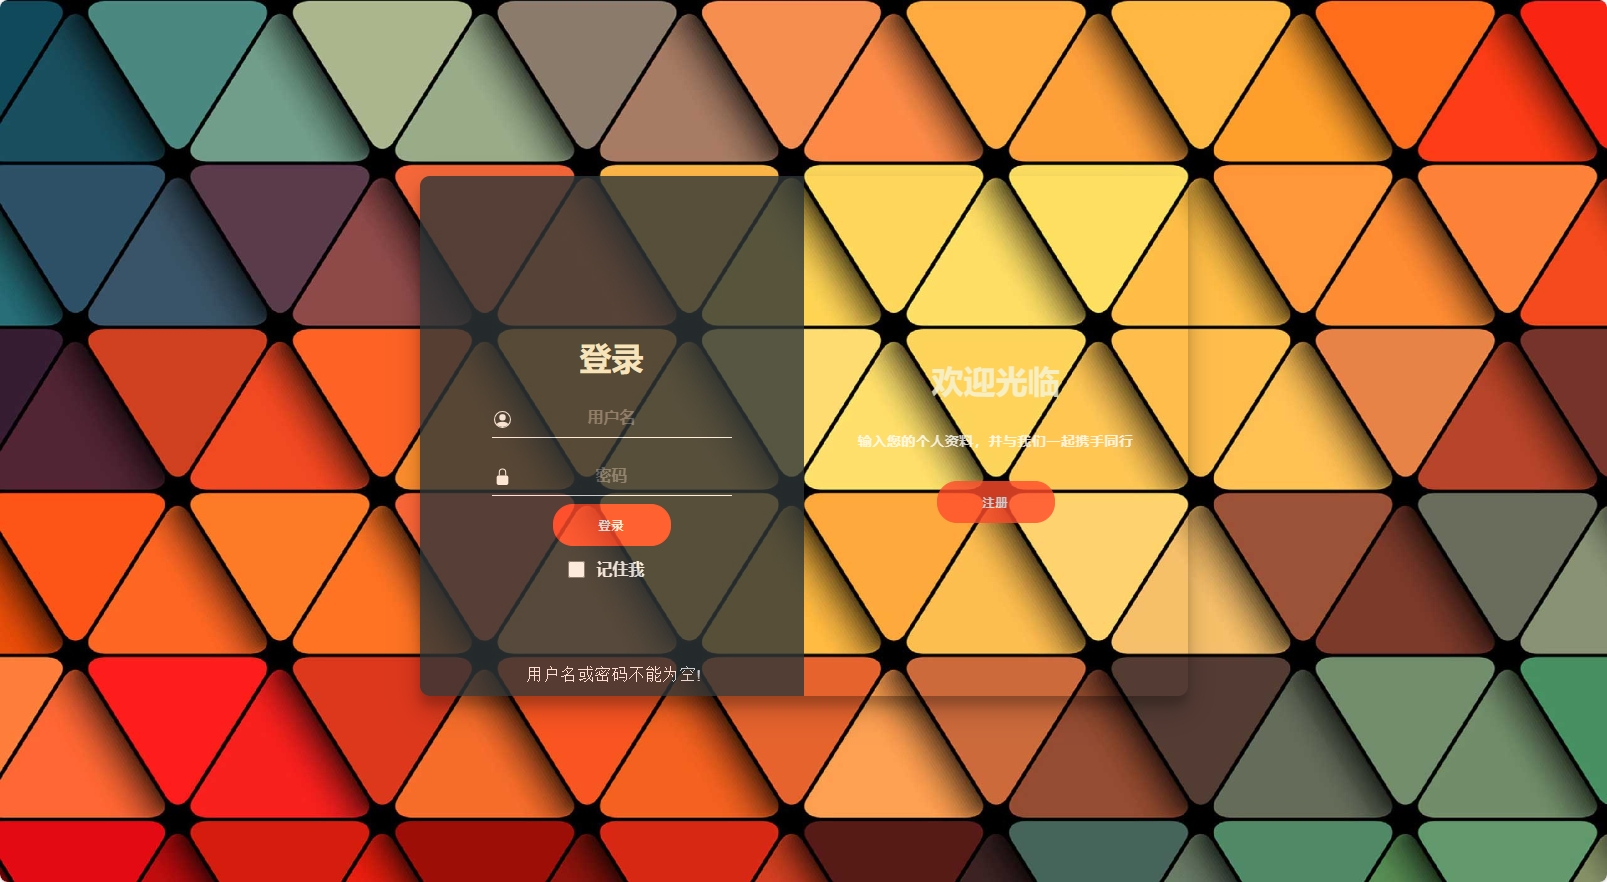 登录
用户名
密码
登录
记住我
用户名或密码不能为空!
欢迎光临
输入您的个人资料，并与我们一起携手同行
注册